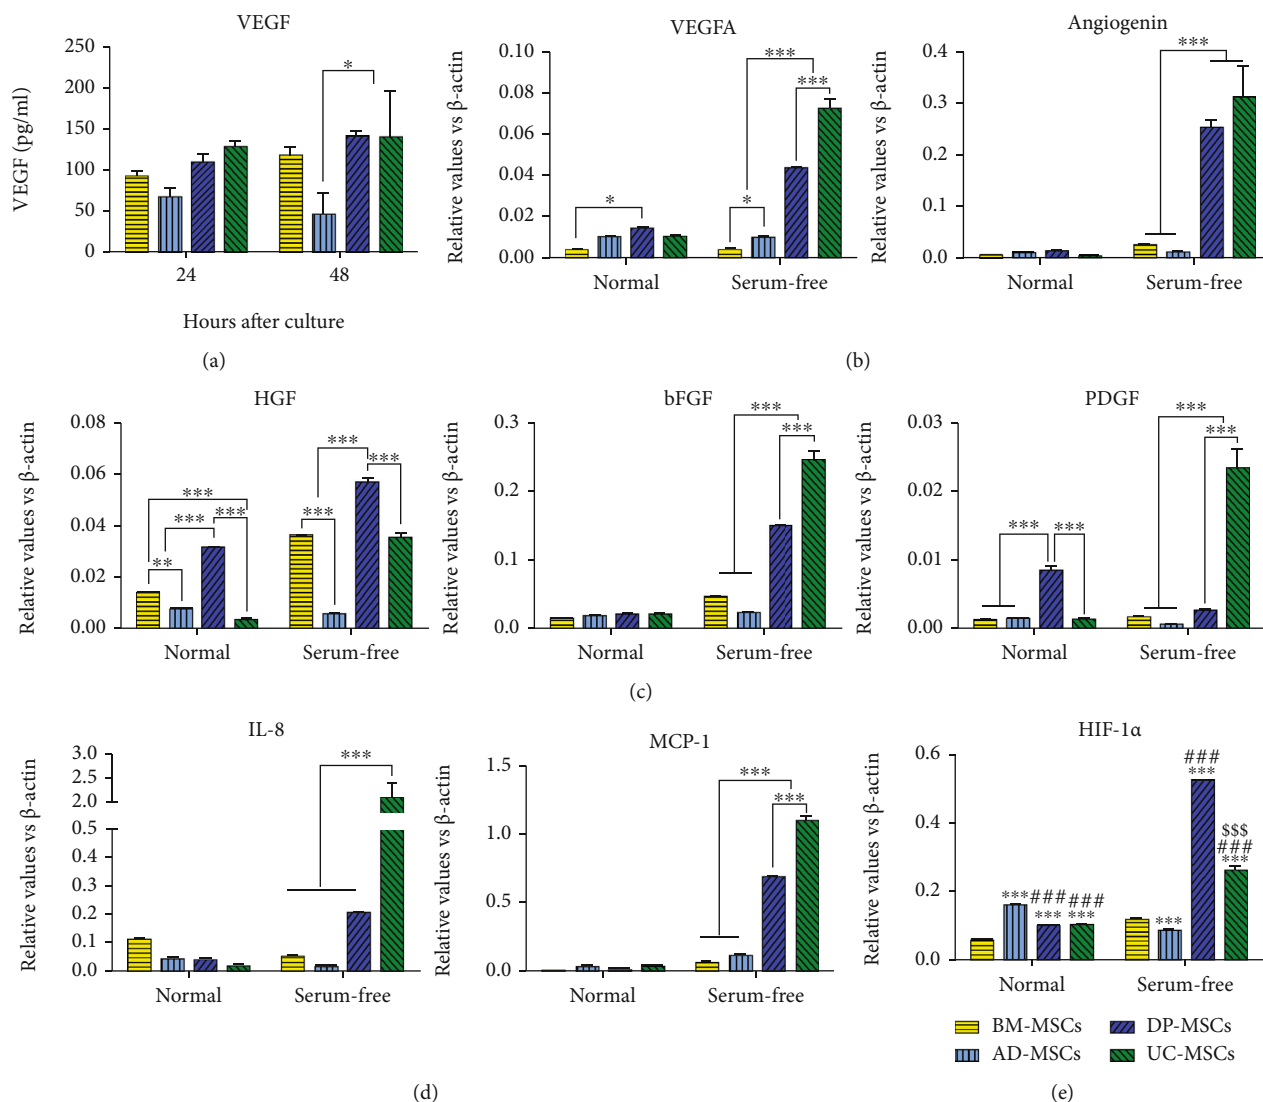 VEGF
VEGF (pg/ml)
250
200
150
100
50
0
*
24
48
Hours after culture
(a)
VEGFA
Relative values vs β-actin
0.10
0.08
0.06
0.04
0.02
0.00
*
*
***
***
Normal
Serum-free
Angiogenin
Relative values vs β-actin
0.4
0.3
0.2
0.1
0.0
***
Normal
Serum-free
(b)
HGF
Relative values vs β-actin
0.08
0.06
0.04
0.02
0.00
***
***
***
**
***
***
***
Normal
Serum-free
bFGF
Relative values vs β-actin
0.3
0.2
0.1
0.0
***
***
Normal
Serum-free
PDGF
Relative values vs β-actin
0.03
0.02
0.01
0.00
***
***
***
***
Normal
Serum-free
(c)
IL-8
Relative values vs β-actin
3.0
2.5
2.0
0.5
0.4
0.3
0.2
0.1
0.0
***
Normal
Serum-free
MCP-1
Relative values vs β-actin
1.5
1.0
0.5
0.0
***
***
Normal
Serum-free
(d)
HIF-1α
Relative values vs β-actin
0.6
0.4
0.2
0.0
***
###
***
###
***
***
###
***
$$$
###
***
Normal
Serum-free
BM-MSCs
DP-MSCs
AD-MSCs
UC-MSCs
(e)